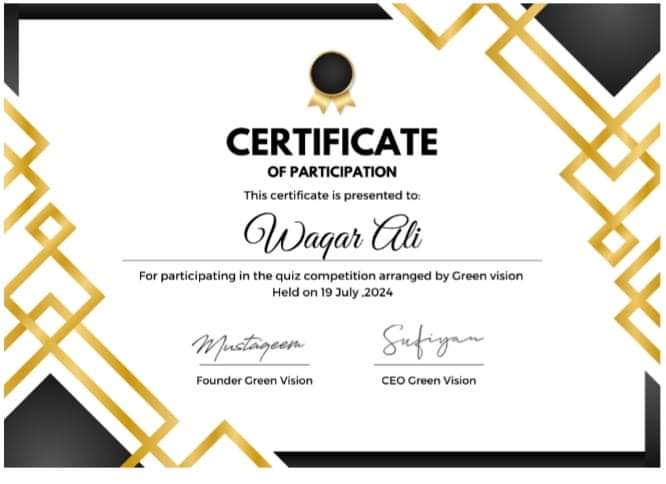 CERTIFICATE
OF PARTICIPATION
This certificate is presented to:
Waqar Ali
For participating in the quiz competition arranged by Green vision
Held on 19 July ,2024
Mustaqeem
Sufiyan
Founder Green Vision
CEO Green Vision